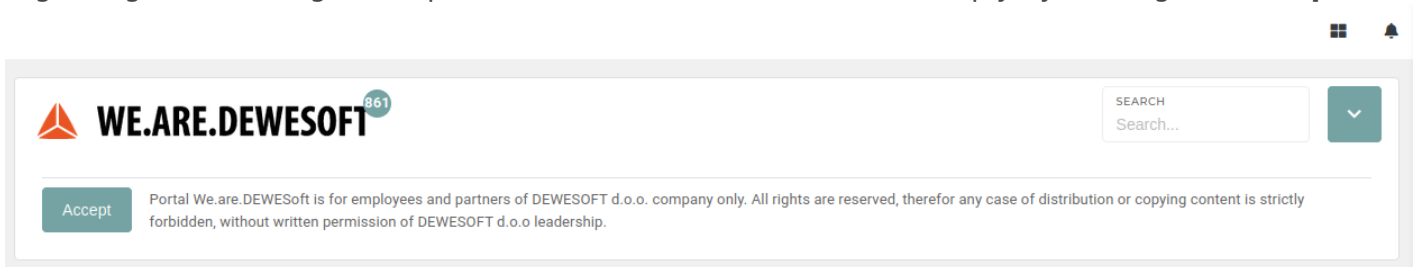 WE.ARE.DEWESOFT
861
SEARCH
Search...
Accept
Portal We.are.DEWESoft is for employees and partners of DEWESOFT d.o.o. company only. All rights are reserved, therefor any case of distribution or copying content is strictly
forbidden, without written permission of DEWESOFT d.o.o leadership.